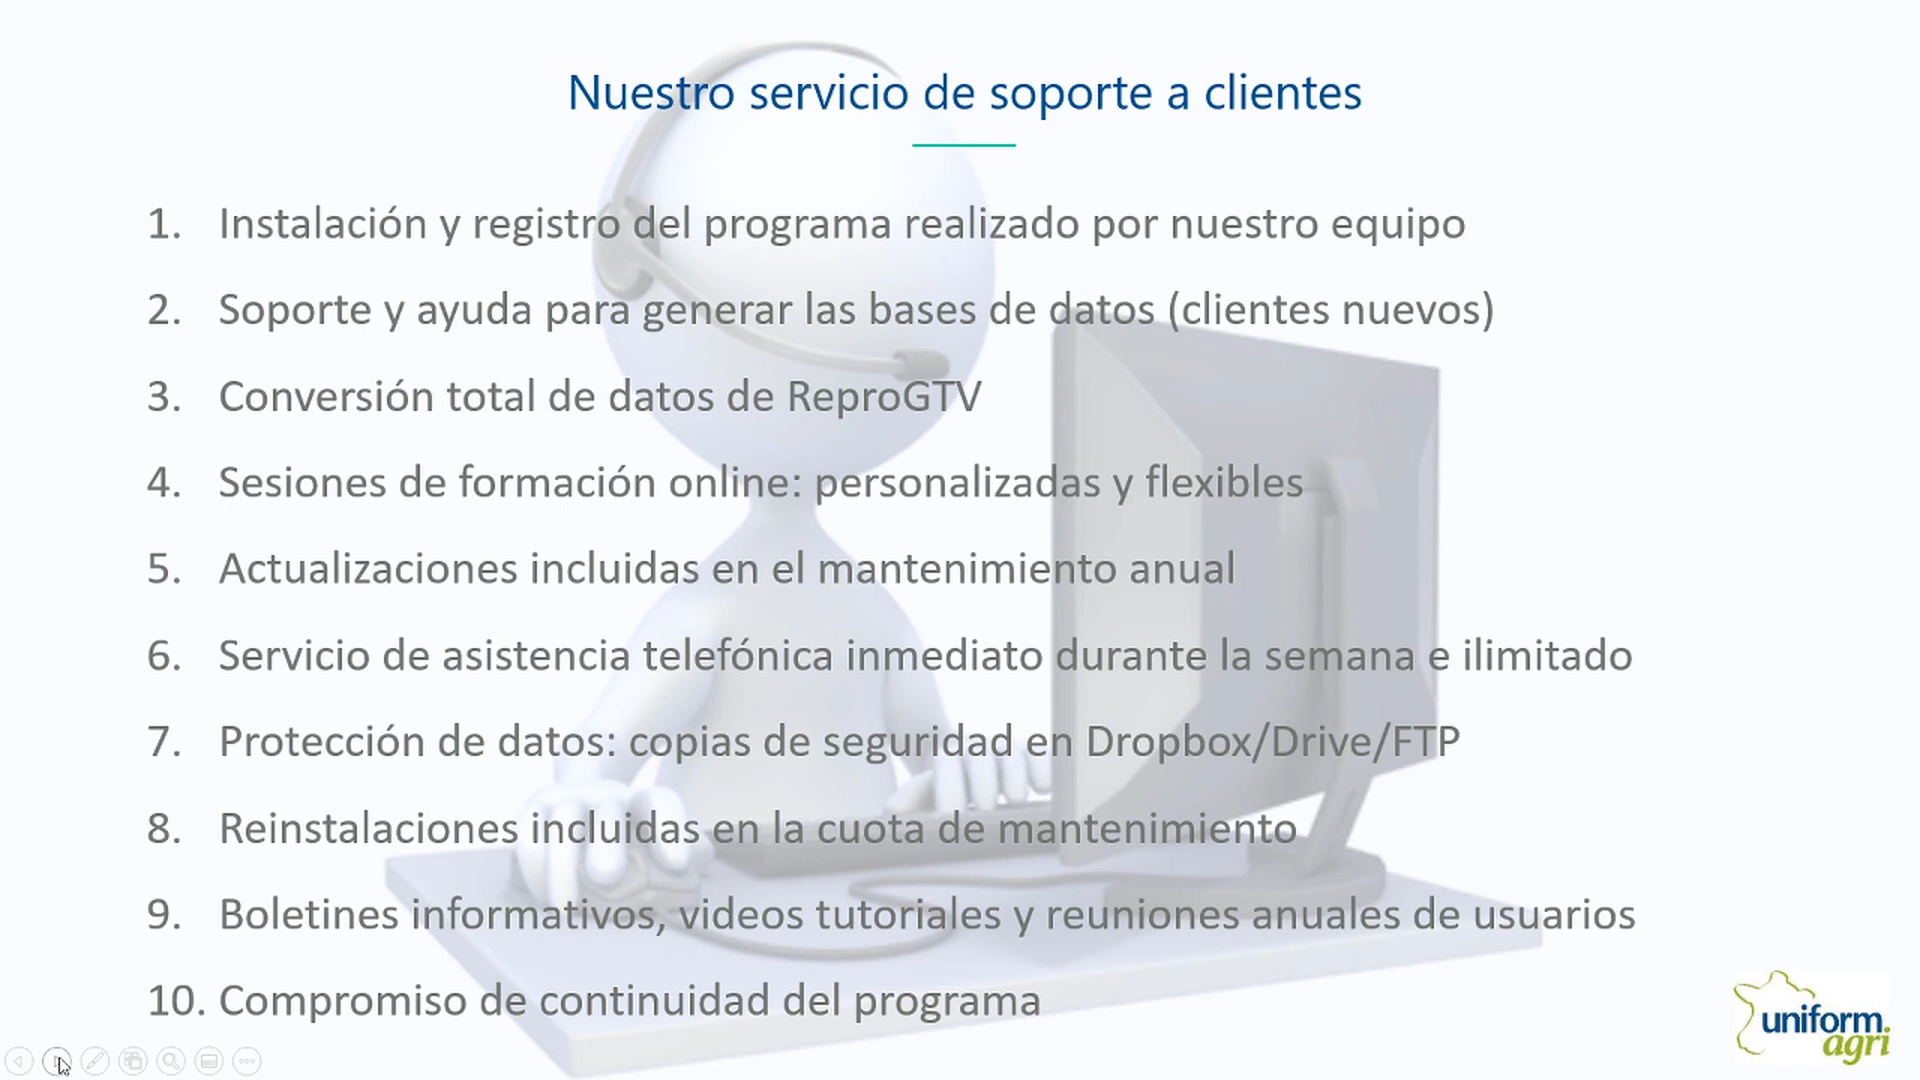 Nuestro servicio de soporte a clientes
1. Instalación y registro del programa realizado por nuestro equipo
2. Soporte y ayuda para generar las bases de datos (clientes nuevos)
3. Conversión total de datos de ReproGTV
4. Sesiones de formación online: personalizadas y flexibles
5. Actualizaciones incluidas en el mantenimiento anual
6. Servicio de asistencia telefónica inmediato durante la semana e ilimitado
7. Protección de datos: copias de seguridad en Dropbox/Drive/FTP
8. Reinstalaciones incluidas en la cuota de mantenimiento
9. Boletines informativos, videos tutoriales y reuniones anuales de usuarios
10. Compromiso de continuidad del programa
uniform.
agri